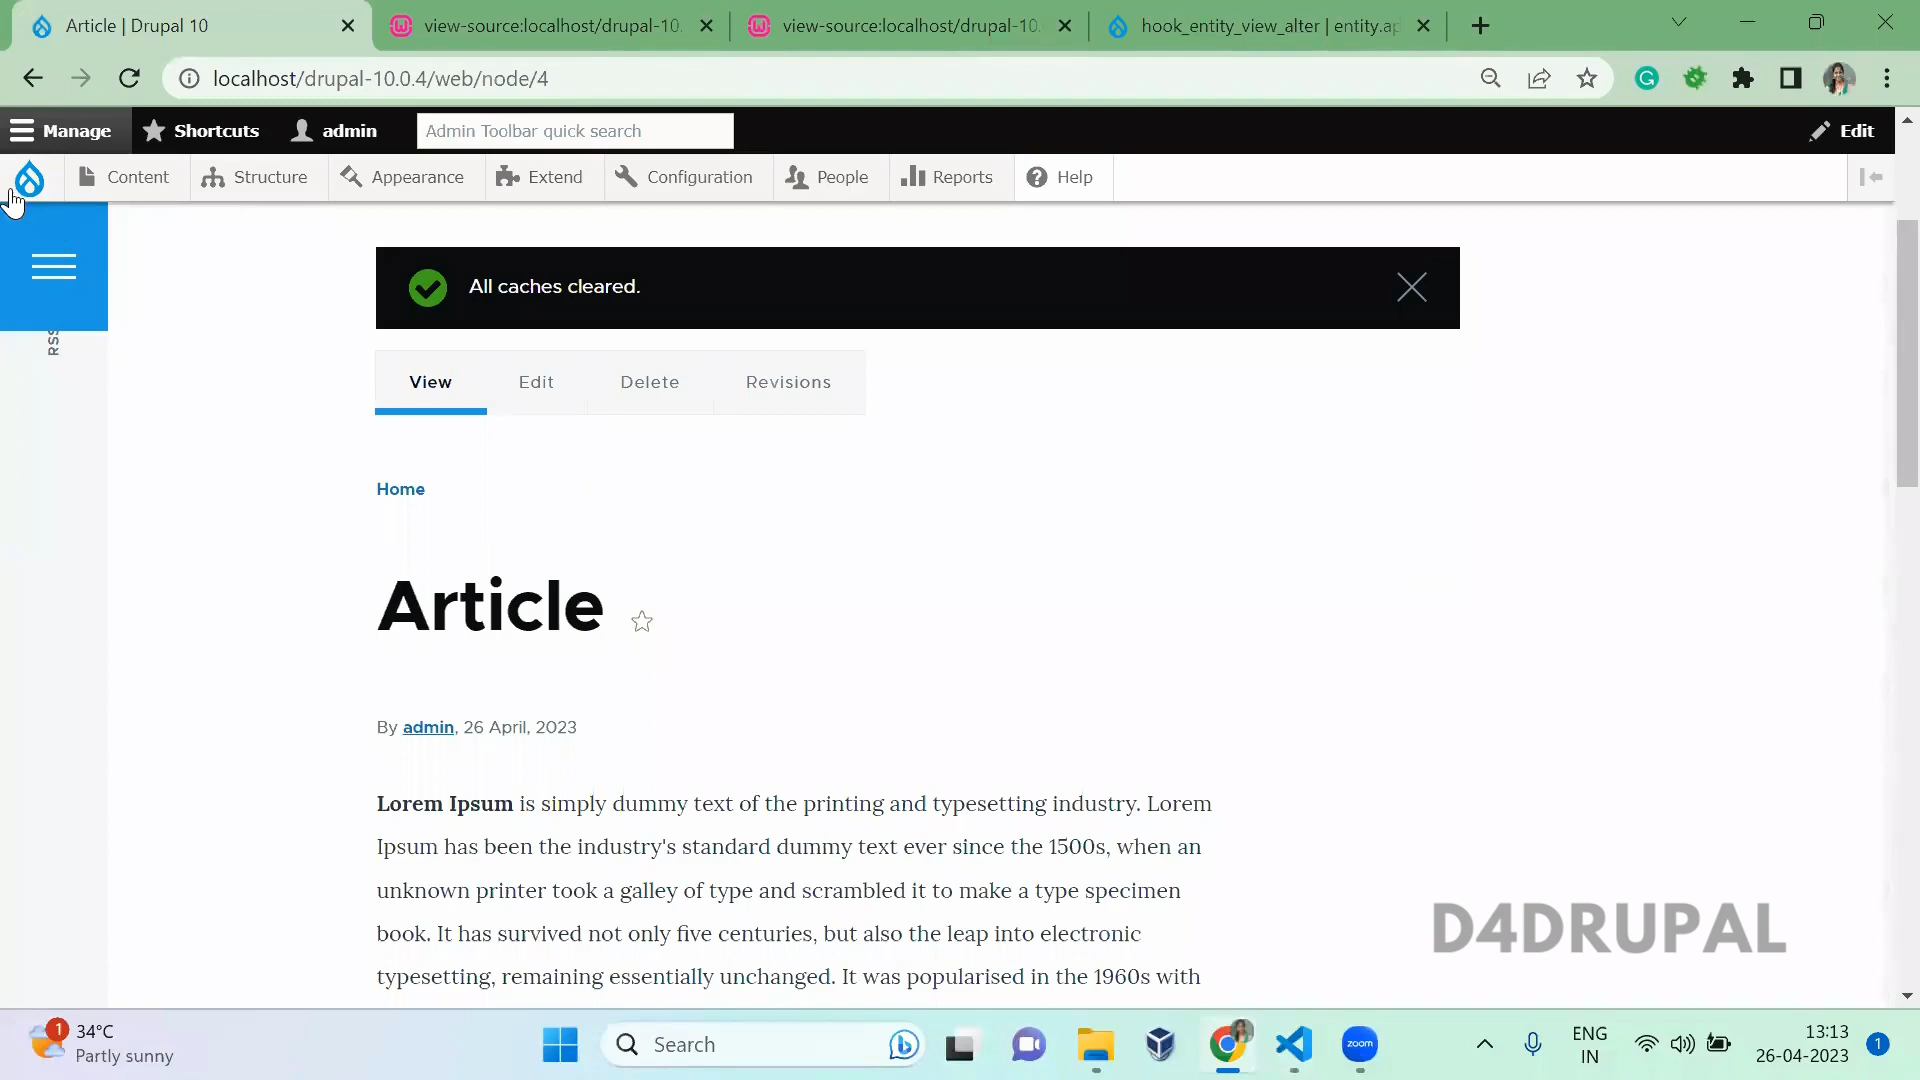 Article | Drupal 10
view-source:localhost/drupal-10.
view-source:localhost/drupal-10.
hook_entity_view_alter | entity.ap
localhost/drupal-10.0.4/web/node/4
Manage
Shortcuts
admin
Admin Toolbar quick search
Edit
Content
Structure
Appearance
Extend
Configuration
People
Reports
Help
All caches cleared.
RSS
View
Edit
Delete
Revisions
Home
Article
By admin, 26 April, 2023
Lorem Ipsum is simply dummy text of the printing and typesetting industry. Lorem
Ipsum has been the industry's standard dummy text ever since the 1500s, when an
unknown printer took a galley of type and scrambled it to make a type specimen
book. It has survived not only five centuries, but also the leap into electronic
typesetting, remaining essentially unchanged. It was popularised in the 1960s with
D4DRUPAL
1
34°C
Partly sunny
Search
zoom
ENG
IN
13:13
26-04-2023
1